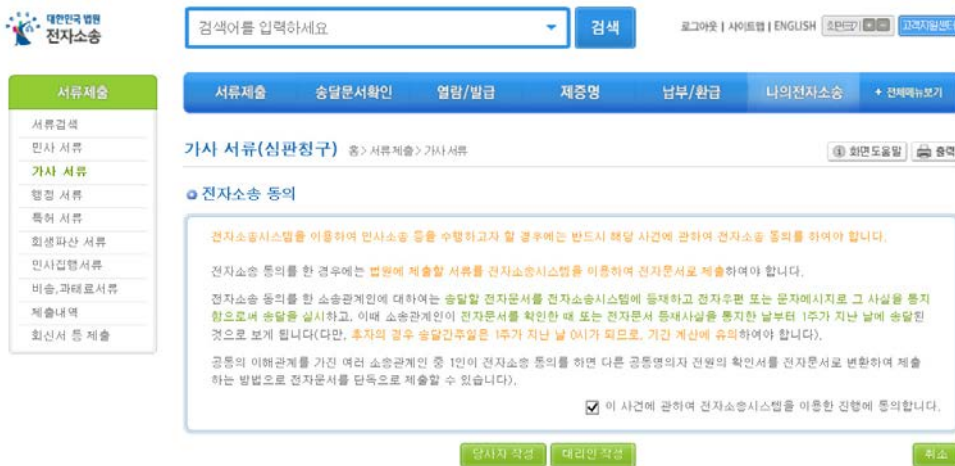 대한민국 법원
전자소송
검색어를 입력하세요
검색
로그아웃 | 사이트맵 | ENGLISH
화면크기
고객지원센터
서류제출
서류제출 송달문서확인 열람/발급 제증명 납부/환급 나의전자소송 + 전체메뉴보기
서류검색
민사 서류
가사 서류
행정 서류
특허 서류
회생파산 서류
민사집행서류
비송,과태료서류
제출내역
회신서 등 제출
가사 서류(심판청구) 홈> 서류제출> 가사서류
화면도움말 출력
전자소송 동의
전자소송시스템을 이용하여 민사소송 등을 수행하고자 할 경우에는 반드시 해당 사건에 관하여 전자소송 동의를 하여야 합니다.
전자소송 동의를 한 경우에는 법원에 제출할 서류를 전자소송시스템을 이용하여 전자문서로 제출하여야 합니다.
전자소송 동의를 한 소송관계인에 대하여는 송달할 전자문서를 전자소송시스템에 등재하고 전자우편 또는 문자메시지로 그 사실을 통지
함으로써 송달을 실시하고, 이때 소송관계인이 전자문서를 확인한 때 또는 전자문서 등재사실을 통지한 날부터 1주가 지난 날에 송달된
것으로 보게 됩니다(다만, 후자의 경우 송달간주일은 1주가 지난 날 0시가 되므로, 기간 계산에 유의하여야 합니다).
공통의 이해관계를 가진 여러 소송관계인 중 1인이 전자소송 동의를 하면 다른 공동명의자 전원의 확인서를 전자문서로 변환하여 제출
하는 방법으로 전자문서를 단독으로 제출할 수 있습니다.
이 사건에 관하여 전자소송시스템을 이용한 진행에 동의합니다.
당사자 작성 대리인 작성 취소